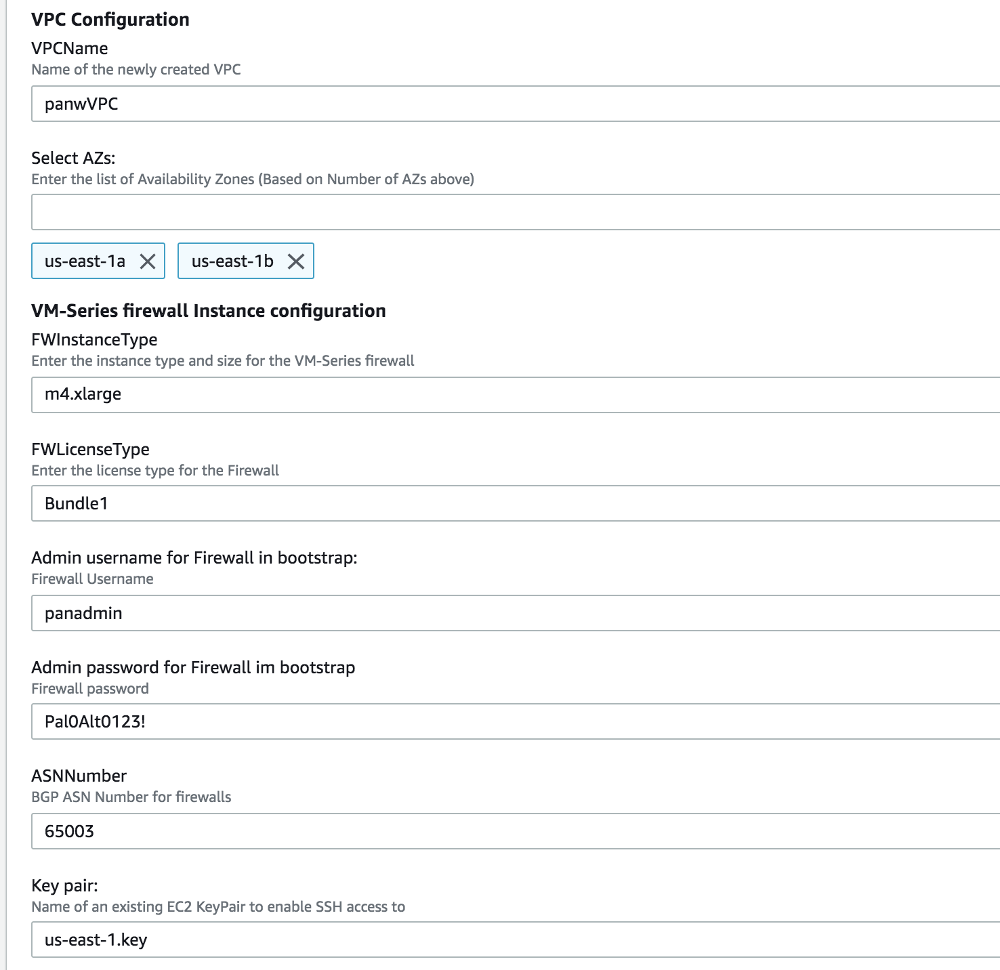 VPC Configuration
VPCName
Name of the newly created VPC
panwVPC
Select AZs:
Enter the list of Availability Zones (Based on Number of AZs above)
us-east-1a
us-east-1b
VM-Series firewall Instance configuration
FWInstanceType
Enter the instance type and size for the VM-Series firewall
m4.xlarge
FWLicenseType
Enter the license type for the Firewall
Bundle1
Admin username for Firewall in bootstrap:
Firewall Username
panadmin
Admin password for Firewall im bootstrap
Firewall password
Pal0Alt0123!
ASNNumber
BGP ASN Number for firewalls
65003
Key pair:
Name of an existing EC2 KeyPair to enable SSH access to
us-east-1.key